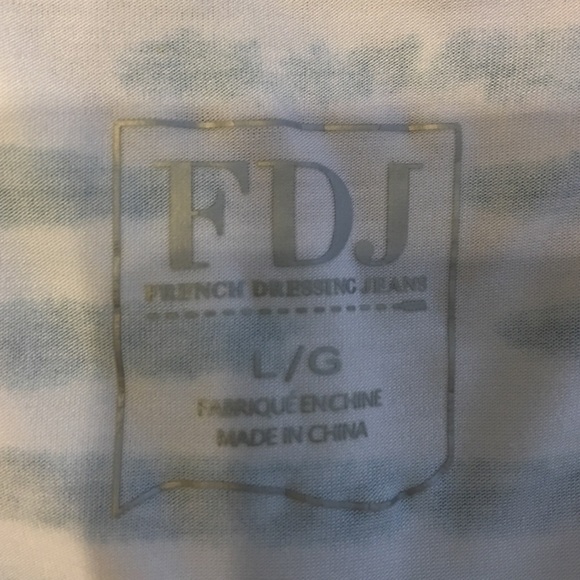 FDJ
FRENCH DRESSING JEANS
L/G
FABRIQUÉ EN CHINE
MADE IN CHINA